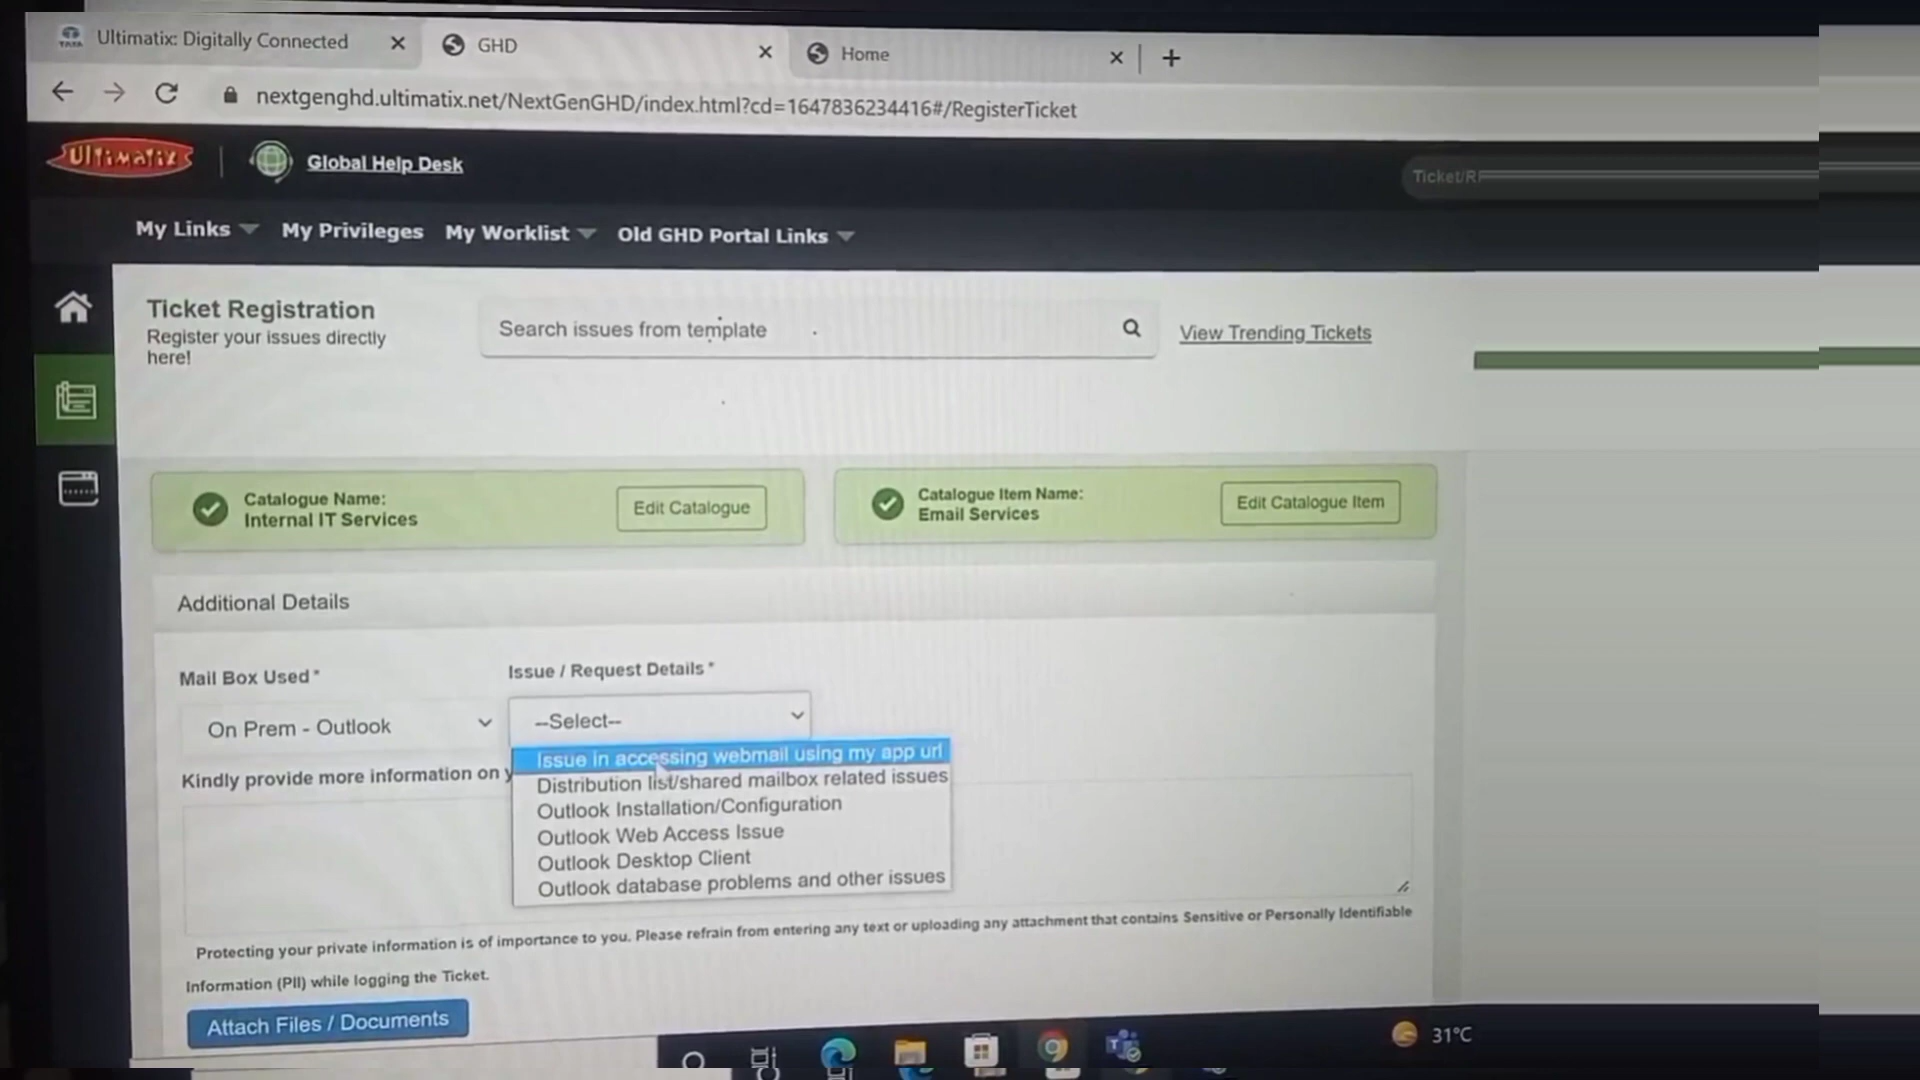 Ultimatix: Digitally Connected
GHD
Home
nextgenghd.ultimatix.net/NextGenGHD/index.html?cd=1647836234416#/RegisterTicket
TATA
Ultimatix
Global Help Desk
Ticket/R
My Links
My Privileges
My Worklist
Old GHD Portal Links
Ticket Registration
Register your issues directly
here!
Search issues from template
View Trending Tickets
Catalogue Name:
Internal IT Services
Edit Catalogue
Catalogue Item Name:
Email Services
Edit Catalogue Item
Additional Details
Mail Box Used *
Issue / Request Details *
On Prem - Outlook
--Select--
Issue in accessing webmail using my app url
Distribution list/shared mailbox related issues
Outlook Installation/Configuration
Outlook Web Access Issue
Outlook Desktop Client
Outlook database problems and other issues
Kindly provide more information on y
Protecting your private information is of importance to you. Please refrain from entering any text or uploading any attachment that contains Sensitive or Personally Identifiable
Information (PII) while logging the Ticket.
Attach Files / Documents
31°C